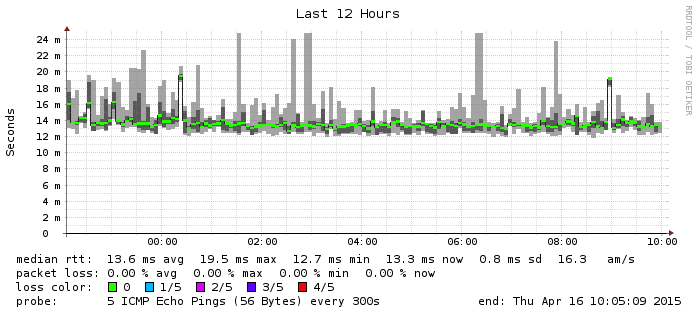 Last 12 Hours
RRDTOOL / TOBI OETIKER
Seconds
24 m
22 m
20 m
18 m
16 m
14 m
12 m
10 m
8 m
6 m
4 m
2 m
0
00:00 02:00 04:00 06:00 08:00 10:00
median rtt: 13.6 ms avg 19.5 ms max 12.7 ms min 13.3 ms now 0.8 ms sd 16.3 am/s
packet loss: 0.00 % avg 0.00 % max 0.00 % min 0.00 % now
loss color: 0 1/5 2/5 3/5 4/5
probe: 5 ICMP Echo Pings (56 Bytes) every 300s end: Thu Apr 16 10:05:09 2015